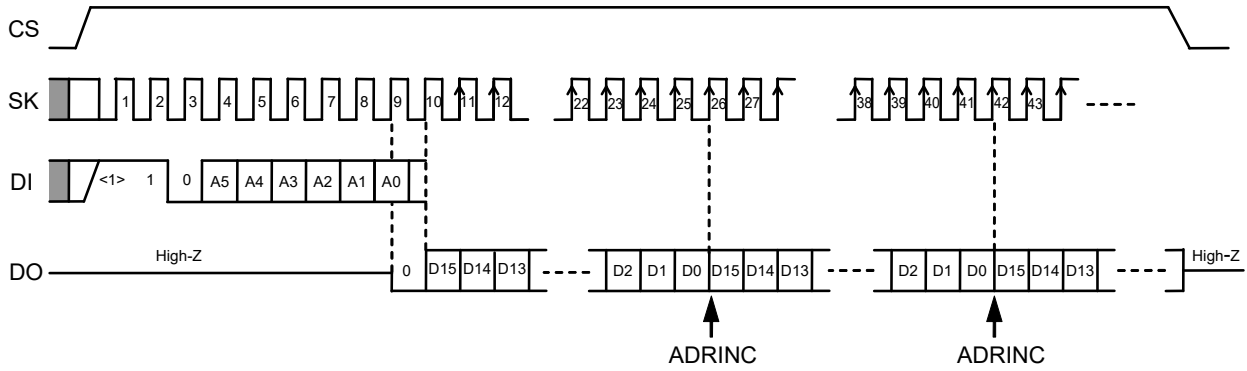 CS
SK 1 2 3 4 5 6 7 8 9 10 11 12 22 23 24 25 26 27 38 39 40 41 42 43
DI <1> 1 0 A5 A4 A3 A2 A1 A0
DO High-Z 0 D15 D14 D13 D2 D1 D0 D15 D14 D13 D2 D1 D0 D15 D14 D13 High-Z
ADRINC ADRINC